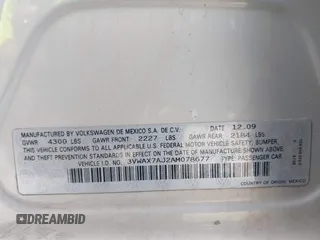 MANUFACTURED BY VOLKSWAGEN DE MEXICO S.A. DE C.V. DATE 12.09
GVWR 4300 LBS GAWR FRONT 2227 LBS. GAWR REAR 2184 LBS.
THIS VEHICLE CONFORMS TO ALL APPLICABLE FEDERAL MOTOR VEHICLE SAFETY, BUMPER,
AND THEFT PREVENTION STANDARDS IN EFFECT ON THE DATE OF MANUFACTURE SHOWN ABOVE.
VEHICLE I.D. NO. 3VWAX7AJ2AM078677 TYPE: PASSENGER CAR
COUNTRY OF ORIGIN: MEXICO
BIDINFO